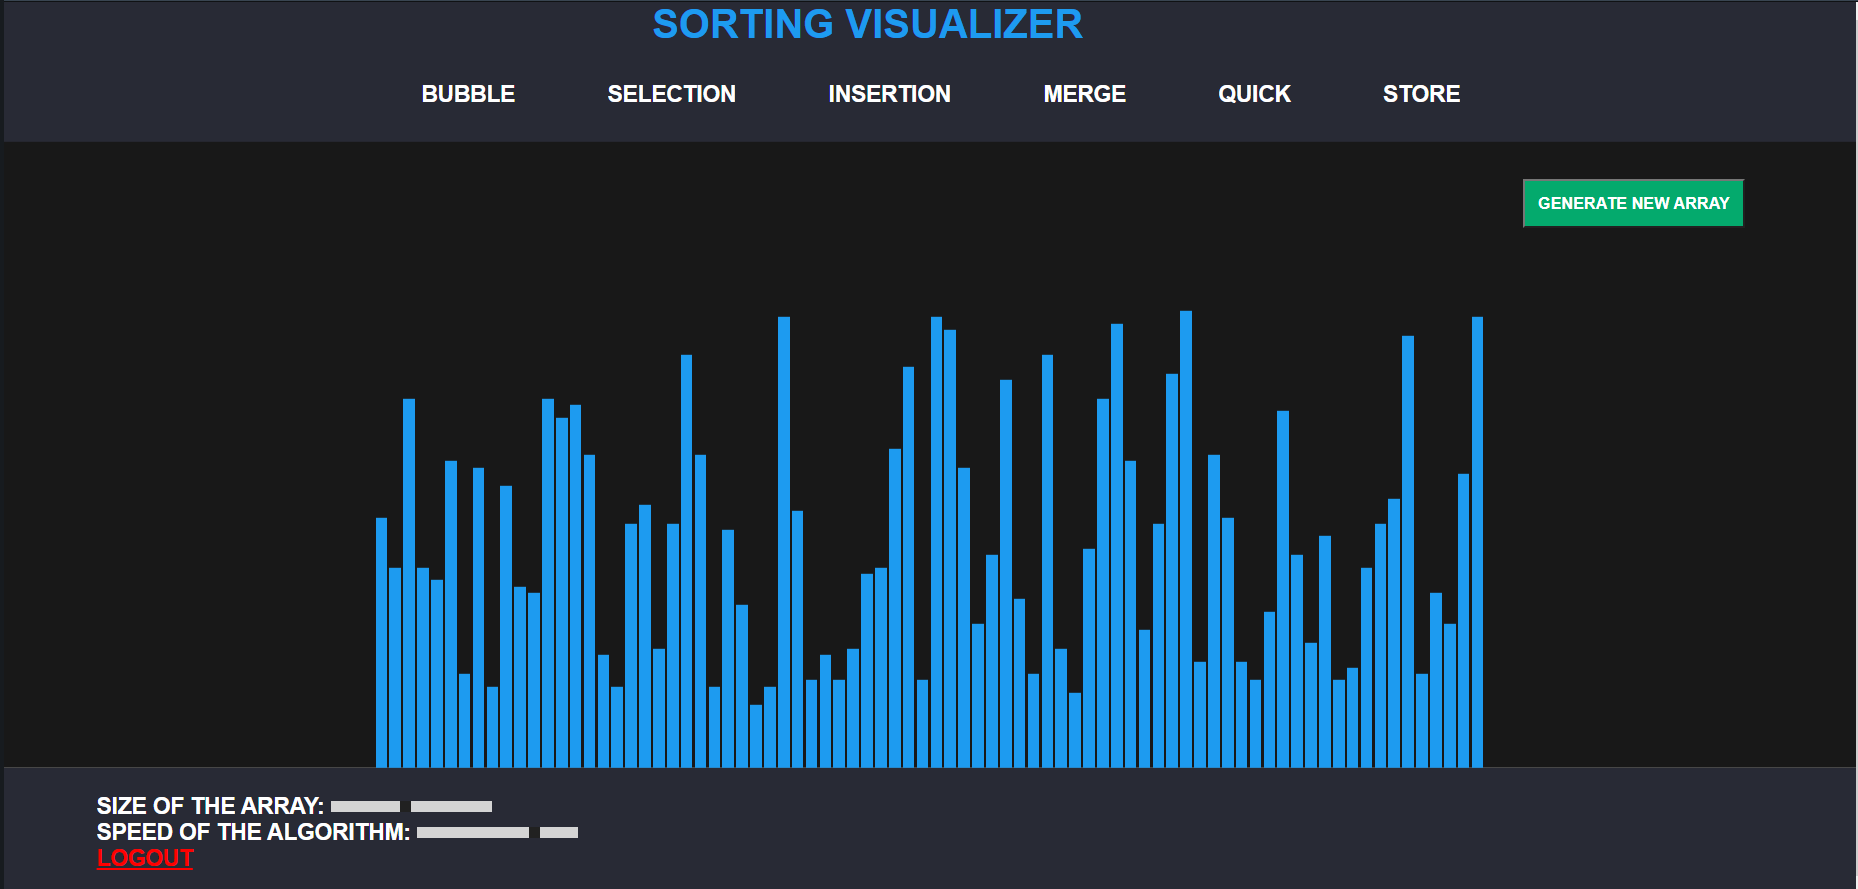 SORTING VISUALIZER
BUBBLE SELECTION INSERTION MERGE QUICK STORE
GENERATE NEW ARRAY
SIZE OF THE ARRAY:
SPEED OF THE ALGORITHM:
LOGOUT